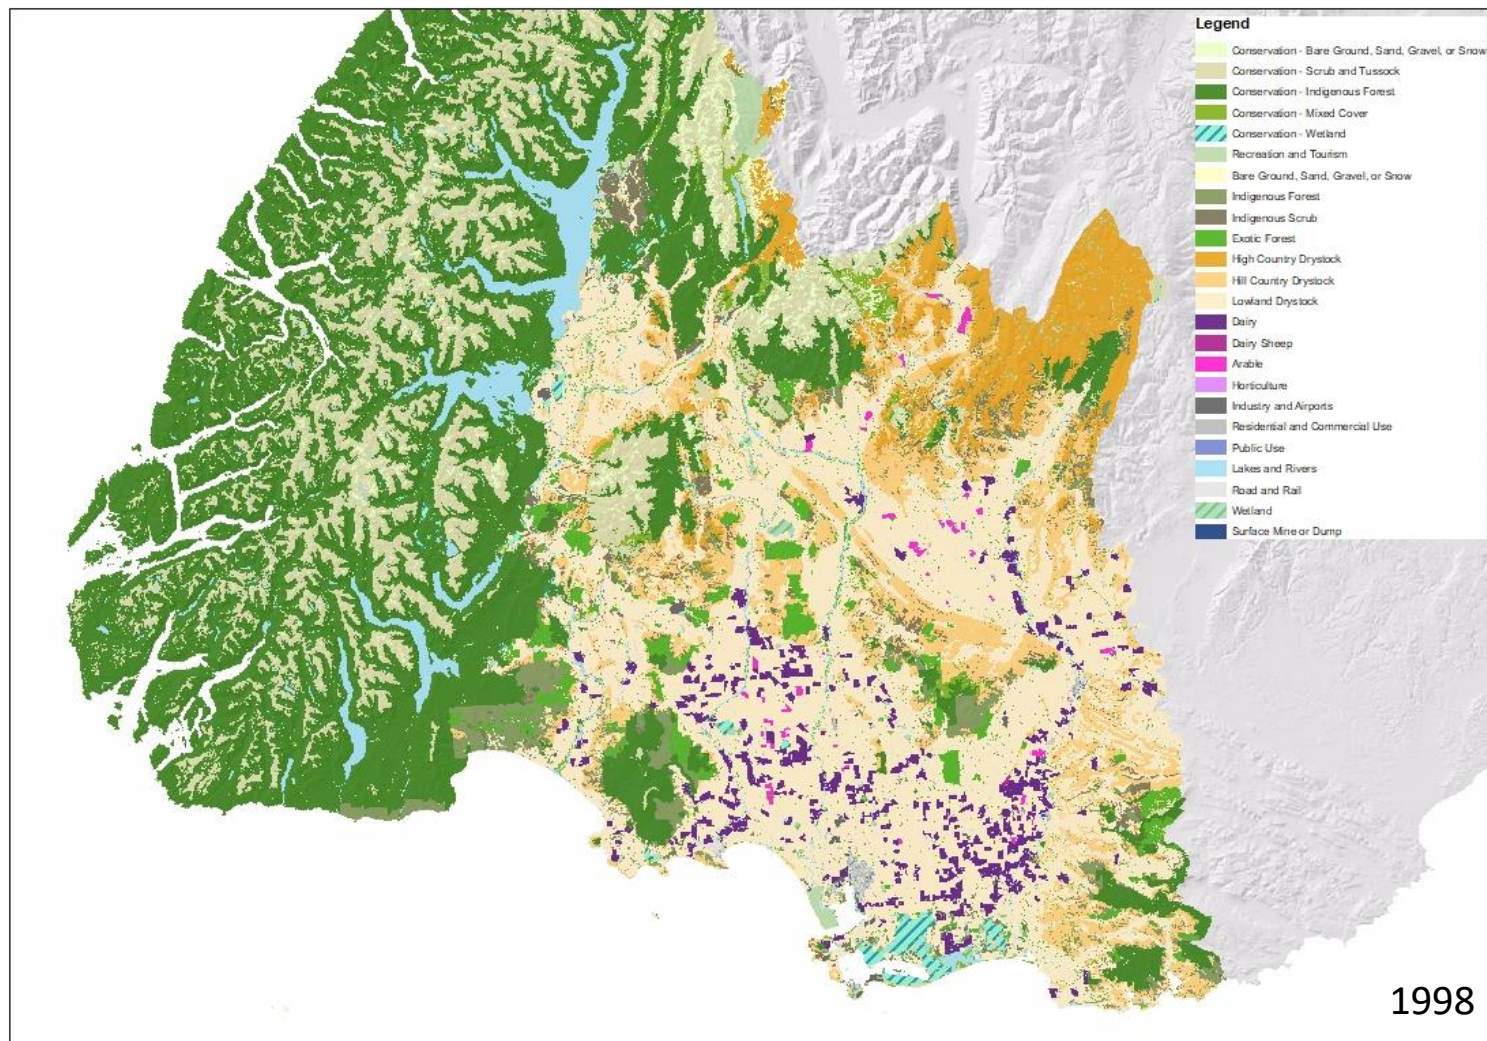 Legend
Conservation - Bare Ground, Sand, Gravel, or Snow
Conservation - Scrub and Tussock
Conservation - Indigenous Forest
Conservation - Mixed Cover
Conservation - Wetland
Recreation and Tourism
Bare Ground, Sand, Gravel, or Snow
Indigenous Forest
Indigenous Scrub
Exotic Forest
High Country Drystock
Hill Country Drystock
Lowland Drystock
Dairy
Dairy Sheep
Arable
Horticulture
Industry and Airports
Residential and Commercial Use
Public Use
Lakes and Rivers
Road and Rail
Wetland
Surface Mine or Dump
1998